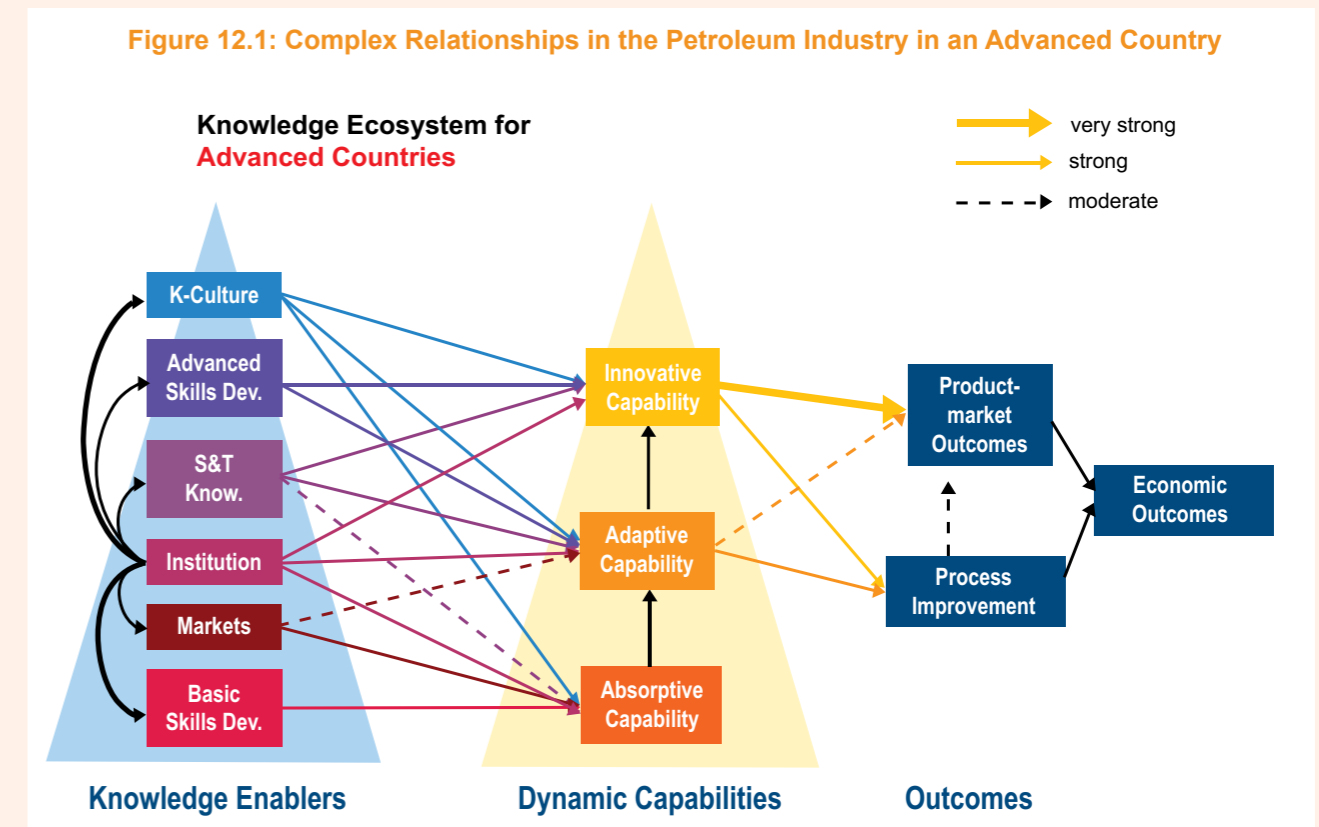 Figure 12.1: Complex Relationships in the Petroleum Industry in an Advanced Country
Knowledge Ecosystem for
Advanced Countries
very strong
strong
moderate
K-Culture
Advanced
Skills Dev.
S&T
Know.
Institution
Markets
Basic
Skills Dev.
Innovative
Capability
Adaptive
Capability
Absorptive
Capability
Product-
market
Outcomes
Process
Improvement
Economic
Outcomes
Knowledge Enablers
Dynamic Capabilities
Outcomes